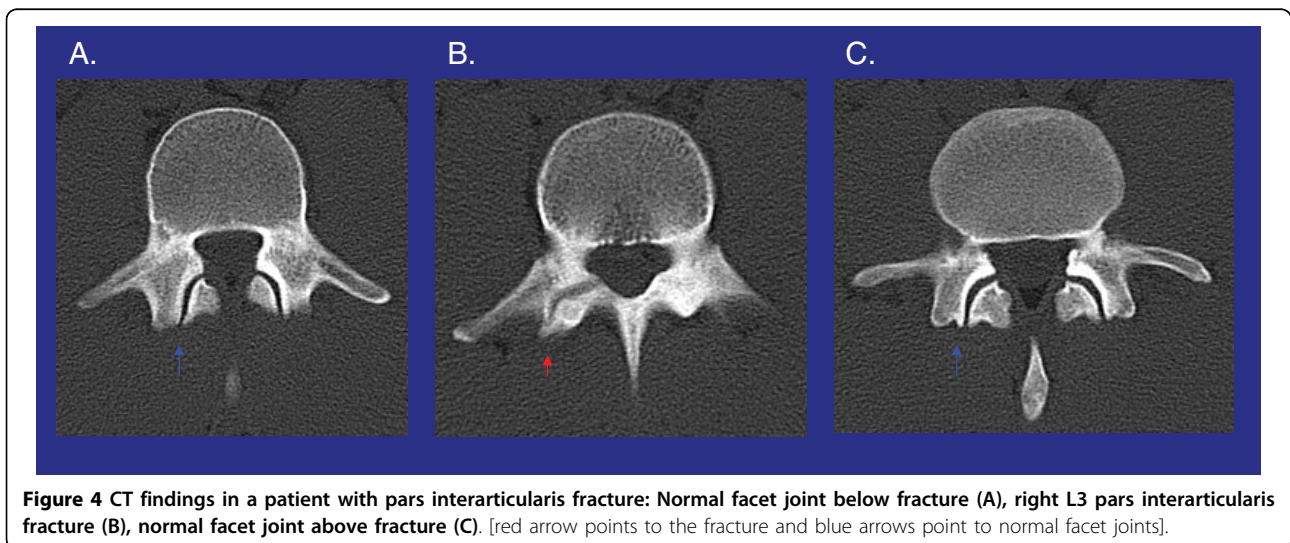 A.
B.
C.
Figure 4 CT findings in a patient with pars interarticularis fracture: Normal facet joint below fracture (A), right L3 pars interarticularis
fracture (B), normal facet joint above fracture (C). [red arrow points to the fracture and blue arrows point to normal facet joints].